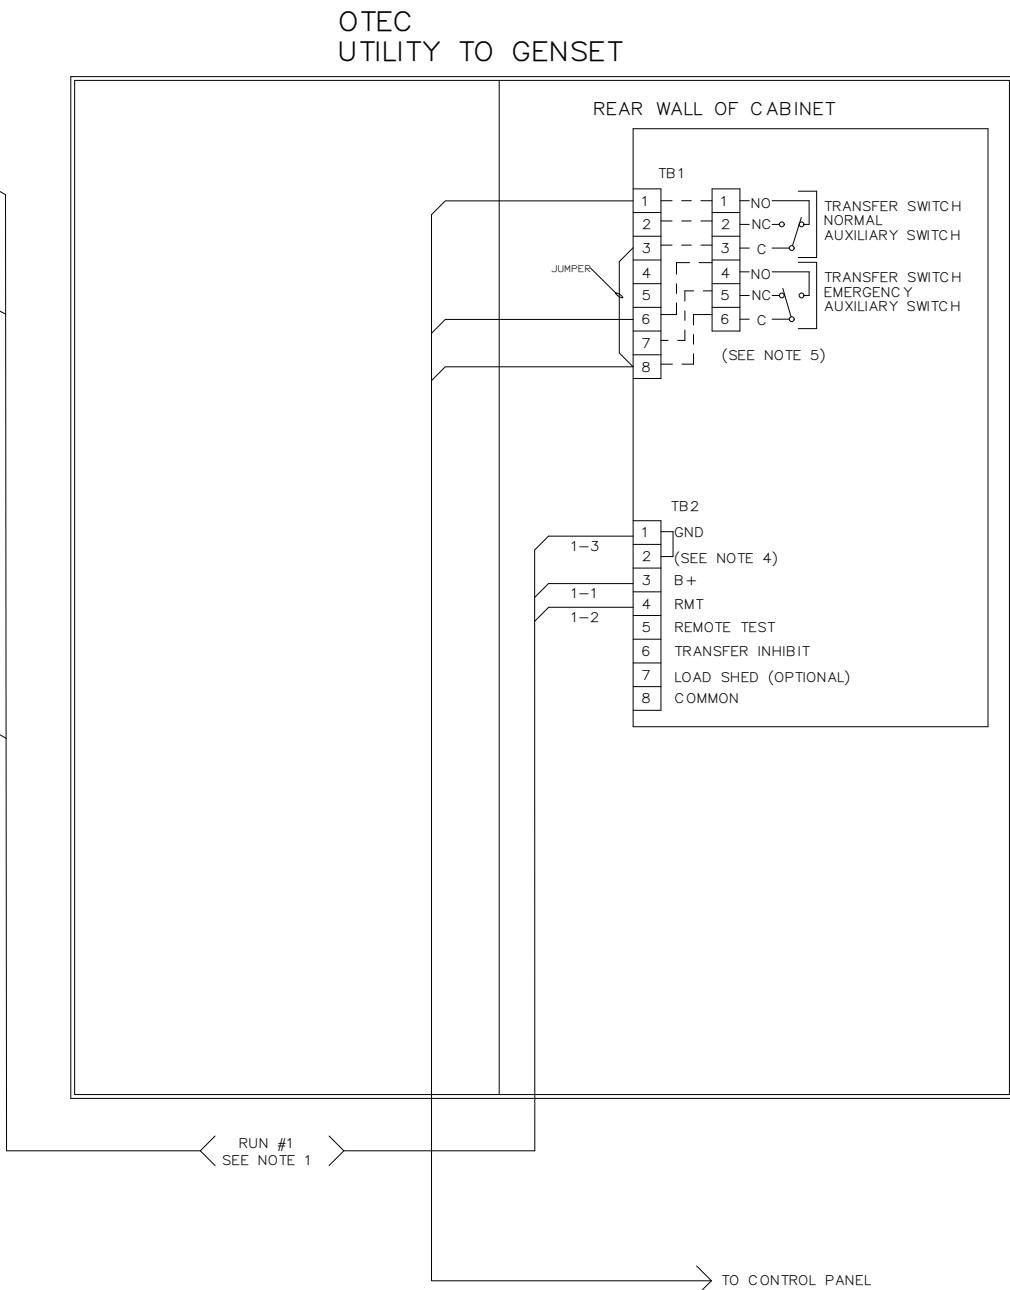 OTEC
UTILITY TO GENSET
REAR WALL OF CABINET
TB1
1 1 NO
2 2 NC
3 3 C
4 4 NO
5 5 NC
6 6 C
7
8
TRANSFER SWITCH
NORMAL
AUXILIARY SWITCH
TRANSFER SWITCH
EMERGENCY
AUXILIARY SWITCH
JUMPER
(SEE NOTE 5)
TB2
1 GND
2 (SEE NOTE 4)
3 B+
4 RMT
5 REMOTE TEST
6 TRANSFER INHIBIT
7 LOAD SHED (OPTIONAL)
8 COMMON
1-3
1-1
1-2
RUN #1
SEE NOTE 1
TO CONTROL PANEL